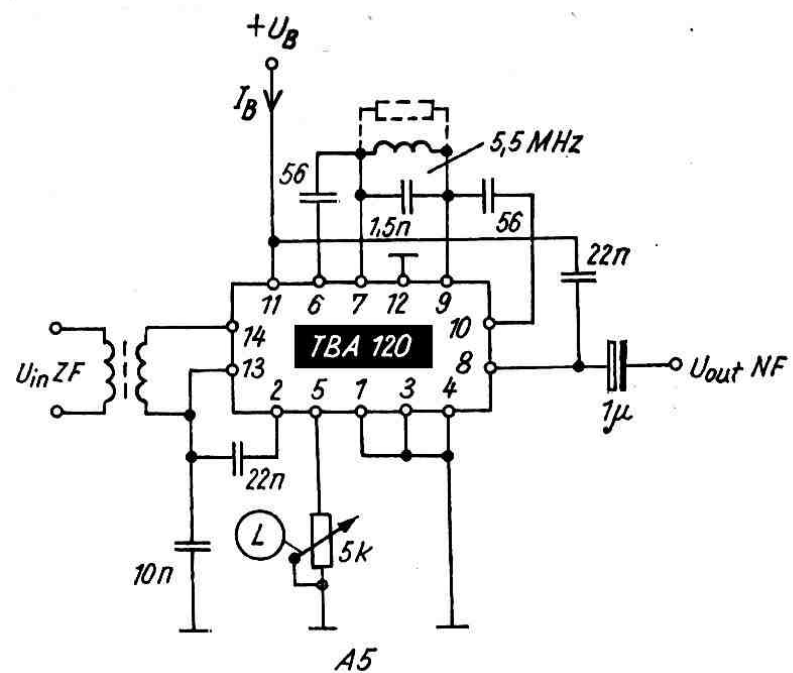 +U_B
I_B
5,5 MHz
56
1,5n
56
22n
11
6
7
12
9
14
10
TBA 120
U_in ZF
13
8
U_out NF
2
5
1
3
4
1µ
22n
L
5k
10n
A5